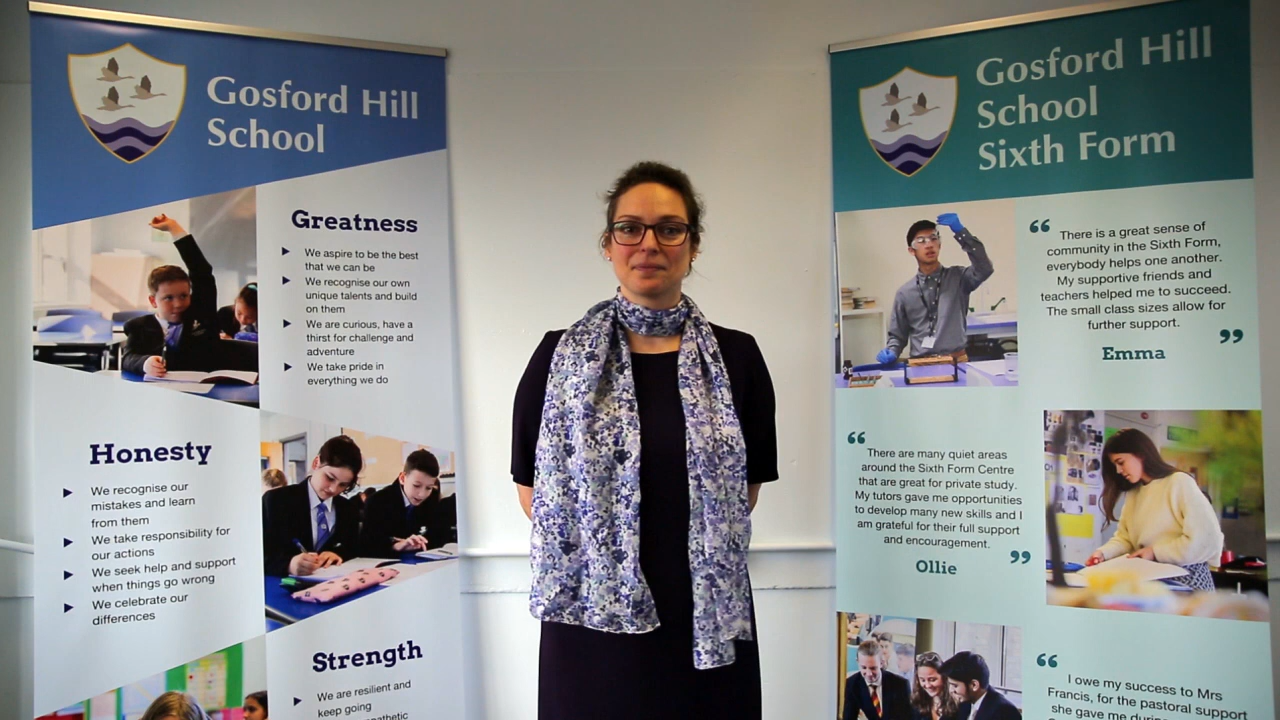 Gosford Hill
School
Greatness
We aspire to be the best
that we can be
We recognise our own
unique talents and build
on them
We are curious, have a
thirst for challenge and
adventure
We take pride in
everything we do
Honesty
We recognise our
mistakes and learn
from them
We take responsibility for
our actions
We seek help and support
when things go wrong
We celebrate our
differences
Strength
We are resilient and
keep going
Gosford Hill
School
Sixth Form
“ There is a great sense of
community in the Sixth Form,
everybody helps one another.
My supportive friends and
teachers helped me to succeed.
The small class sizes allow for
further support. ”
Emma
“ There are many quiet areas
around the Sixth Form Centre
that are great for private study.
My tutors gave me opportunities
to develop many new skills and I
am grateful for their full support
and encouragement. ”
Ollie
“ I owe my success to Mrs
Francis, for the pastoral support
she gave me